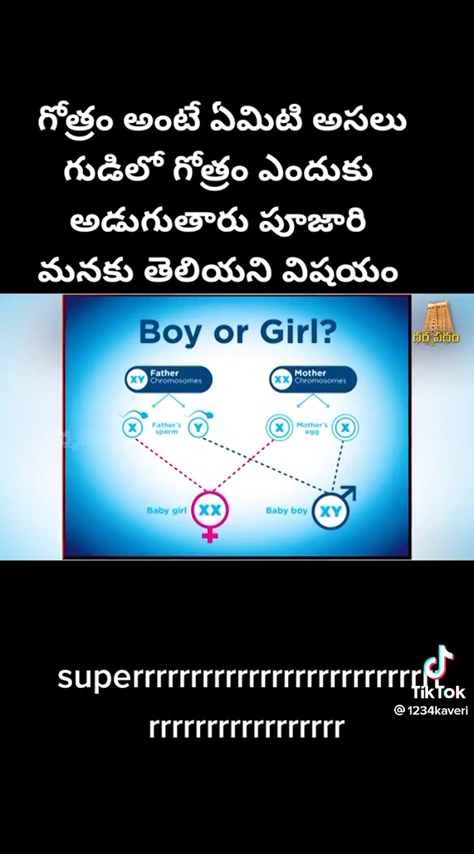 గోత్రం అంటే ఏమిటి అసలు
గుడిలో గోత్రం ఎందుకు
అడుగుతారు పూజారి
మనకు తెలియని విషయం
Boy or Girl?
XY Father Chromosomes
XX Mother Chromosomes
X Father's sperm Y
X Mother's egg X
Baby girl XX
Baby boy XY
superrrrrrrrrrrrrrrrrrrrrrrrrrr
rrrrrrrrrrrrrrrrr
TikTok
@1234kaveri